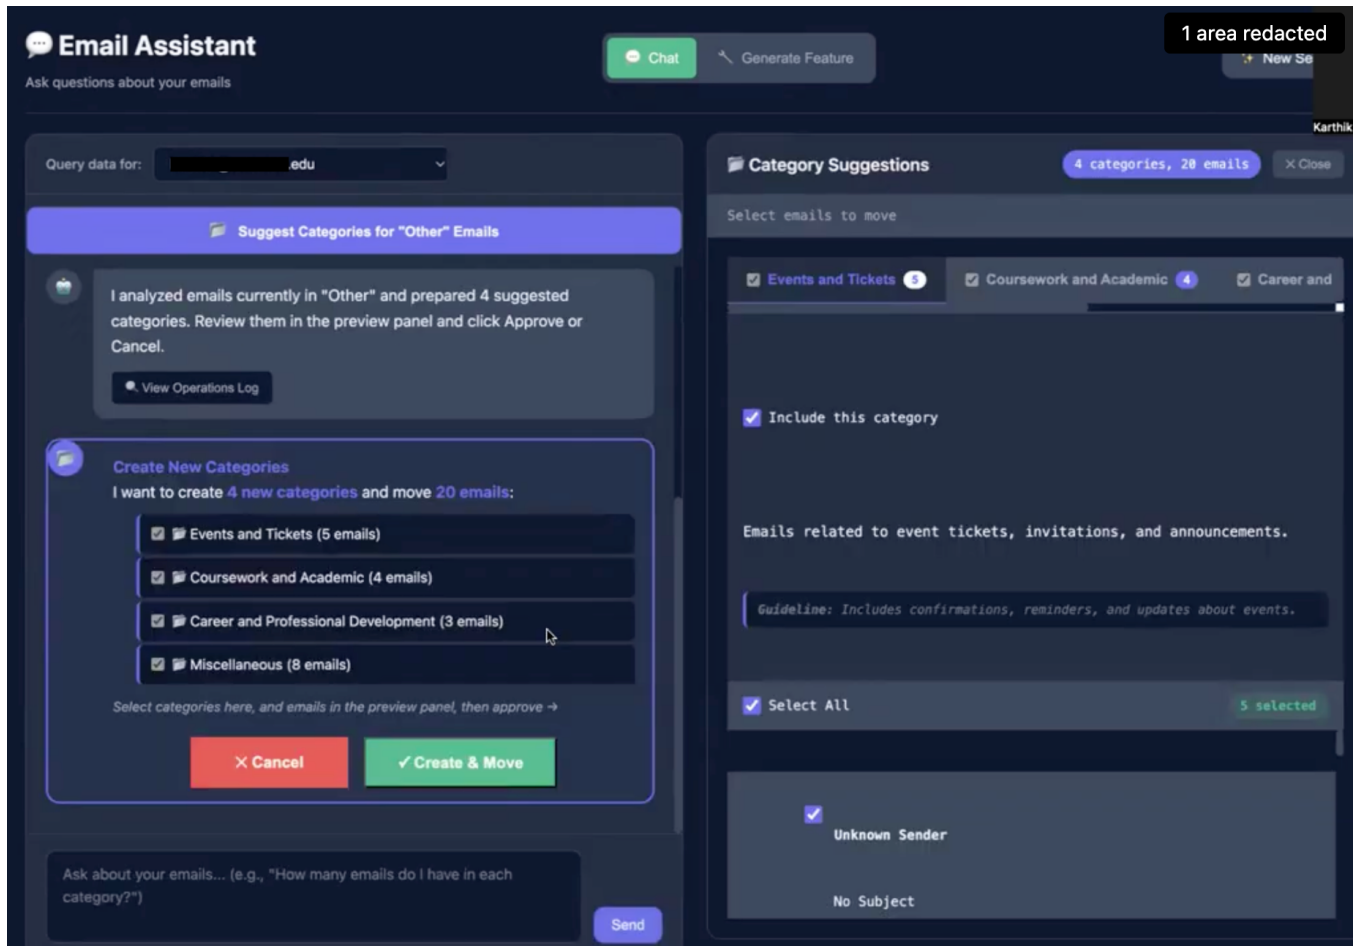 1 area redacted
💬 Email Assistant
Ask questions about your emails
💬 Chat
🔧 Generate Feature
✨ New Se
Karthik
Query data for:
.edu
📁 Suggest Categories for "Other" Emails
I analyzed emails currently in "Other" and prepared 4 suggested
categories. Review them in the preview panel and click Approve or
Cancel.
🔍 View Operations Log
Create New Categories
I want to create 4 new categories and move 20 emails:
Events and Tickets (5 emails)
Coursework and Academic (4 emails)
Career and Professional Development (3 emails)
Miscellaneous (8 emails)
Select categories here, and emails in the preview panel, then approve →
✕ Cancel
✓ Create & Move
Ask about your emails... (e.g., "How many emails do I have in each
category?")
Send
📁 Category Suggestions
4 categories, 20 emails
✕ Close
Select emails to move
Events and Tickets 5
Coursework and Academic 4
Career and
Include this category
Emails related to event tickets, invitations, and announcements.
Guideline: Includes confirmations, reminders, and updates about events.
Select All
5 selected
Unknown Sender
No Subject